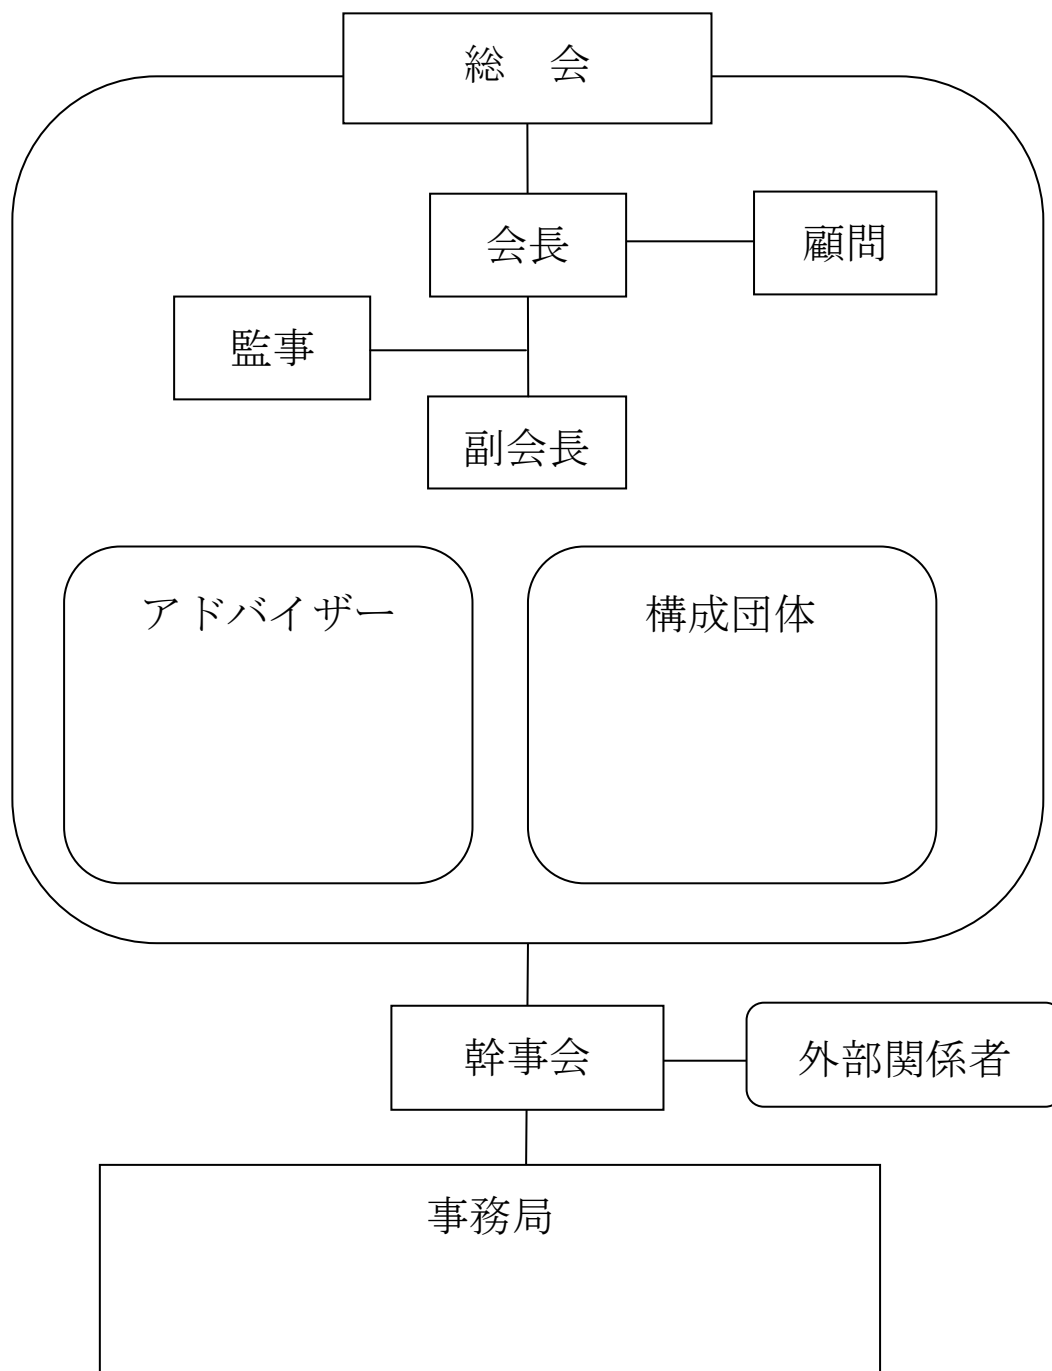 総　会
会長
顧問
監事
副会長
アドバイザー
構成団体
幹事会
外部関係者
事務局